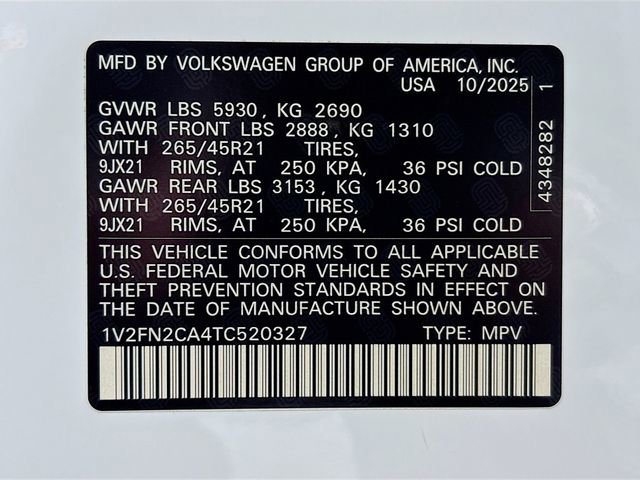 MFD BY VOLKSWAGEN GROUP OF AMERICA, INC.
USA 10/2025
GVWR LBS 5930, KG 2690
GAWR FRONT LBS 2888, KG 1310
WITH 265/45R21 TIRES,
9JX21 RIMS, AT 250 KPA, 36 PSI COLD
GAWR REAR LBS 3153, KG 1430
WITH 265/45R21 TIRES,
9JX21 RIMS, AT 250 KPA, 36 PSI COLD
THIS VEHICLE CONFORMS TO ALL APPLICABLE
U.S. FEDERAL MOTOR VEHICLE SAFETY AND
THEFT PREVENTION STANDARDS IN EFFECT ON
THE DATE OF MANUFACTURE SHOWN ABOVE.
1V2FN2CA4TC520327 TYPE: MPV
4348282 1